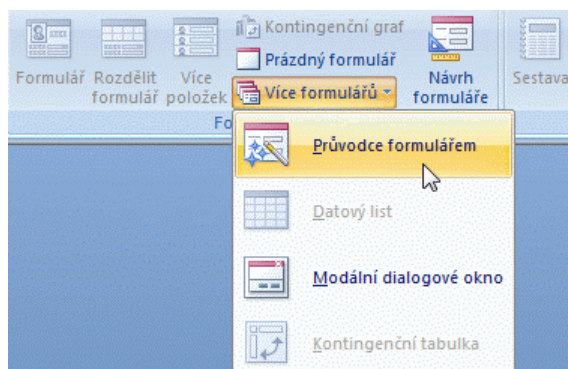 Formulář
Rozdělit
formulář
Více
položek
Kontingenční graf
Prázdný formulář
Více formulářů
Návrh
formuláře
Sestava
Fo
Průvodce formulářem
Datový list
Modální dialogové okno
Kontingenční tabulka